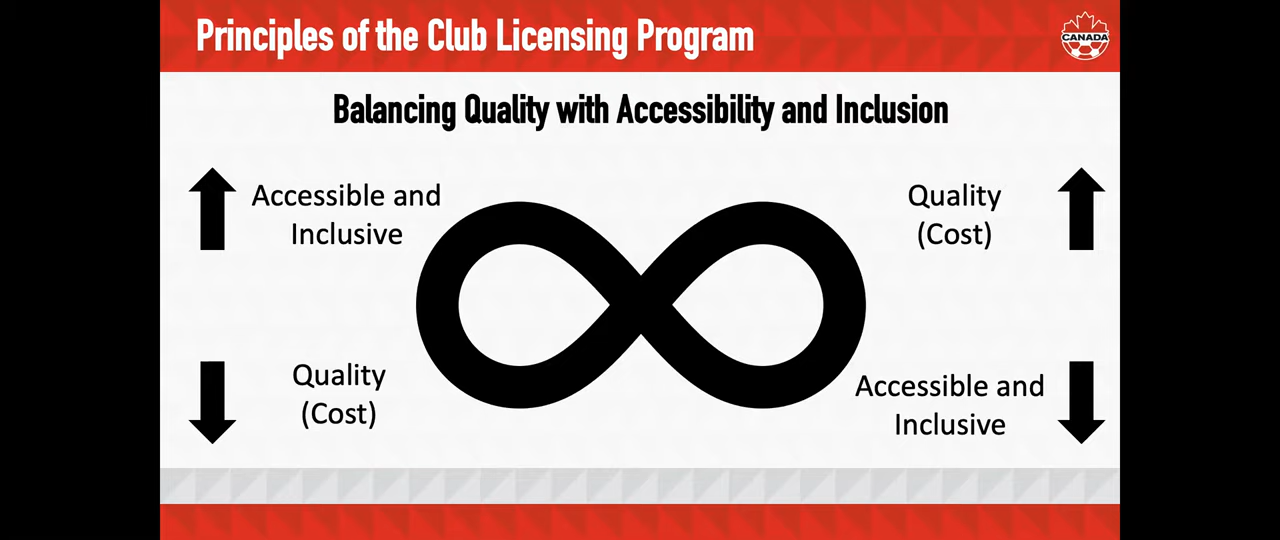 Principles of the Club Licensing Program
CANADA
Balancing Quality with Accessibility and Inclusion
Accessible and
Inclusive
Quality
(Cost)
Quality
(Cost)
Accessible and
Inclusive